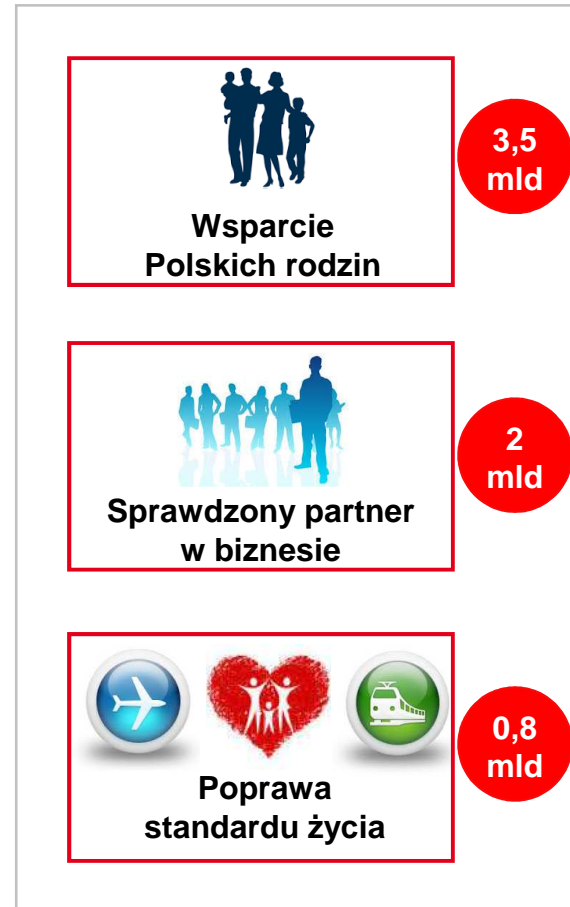 Wsparcie
Polskich rodzin
3,5
mld
Sprawdzony partner
w biznesie
2
mld
Poprawa
standardu życia
0,8
mld